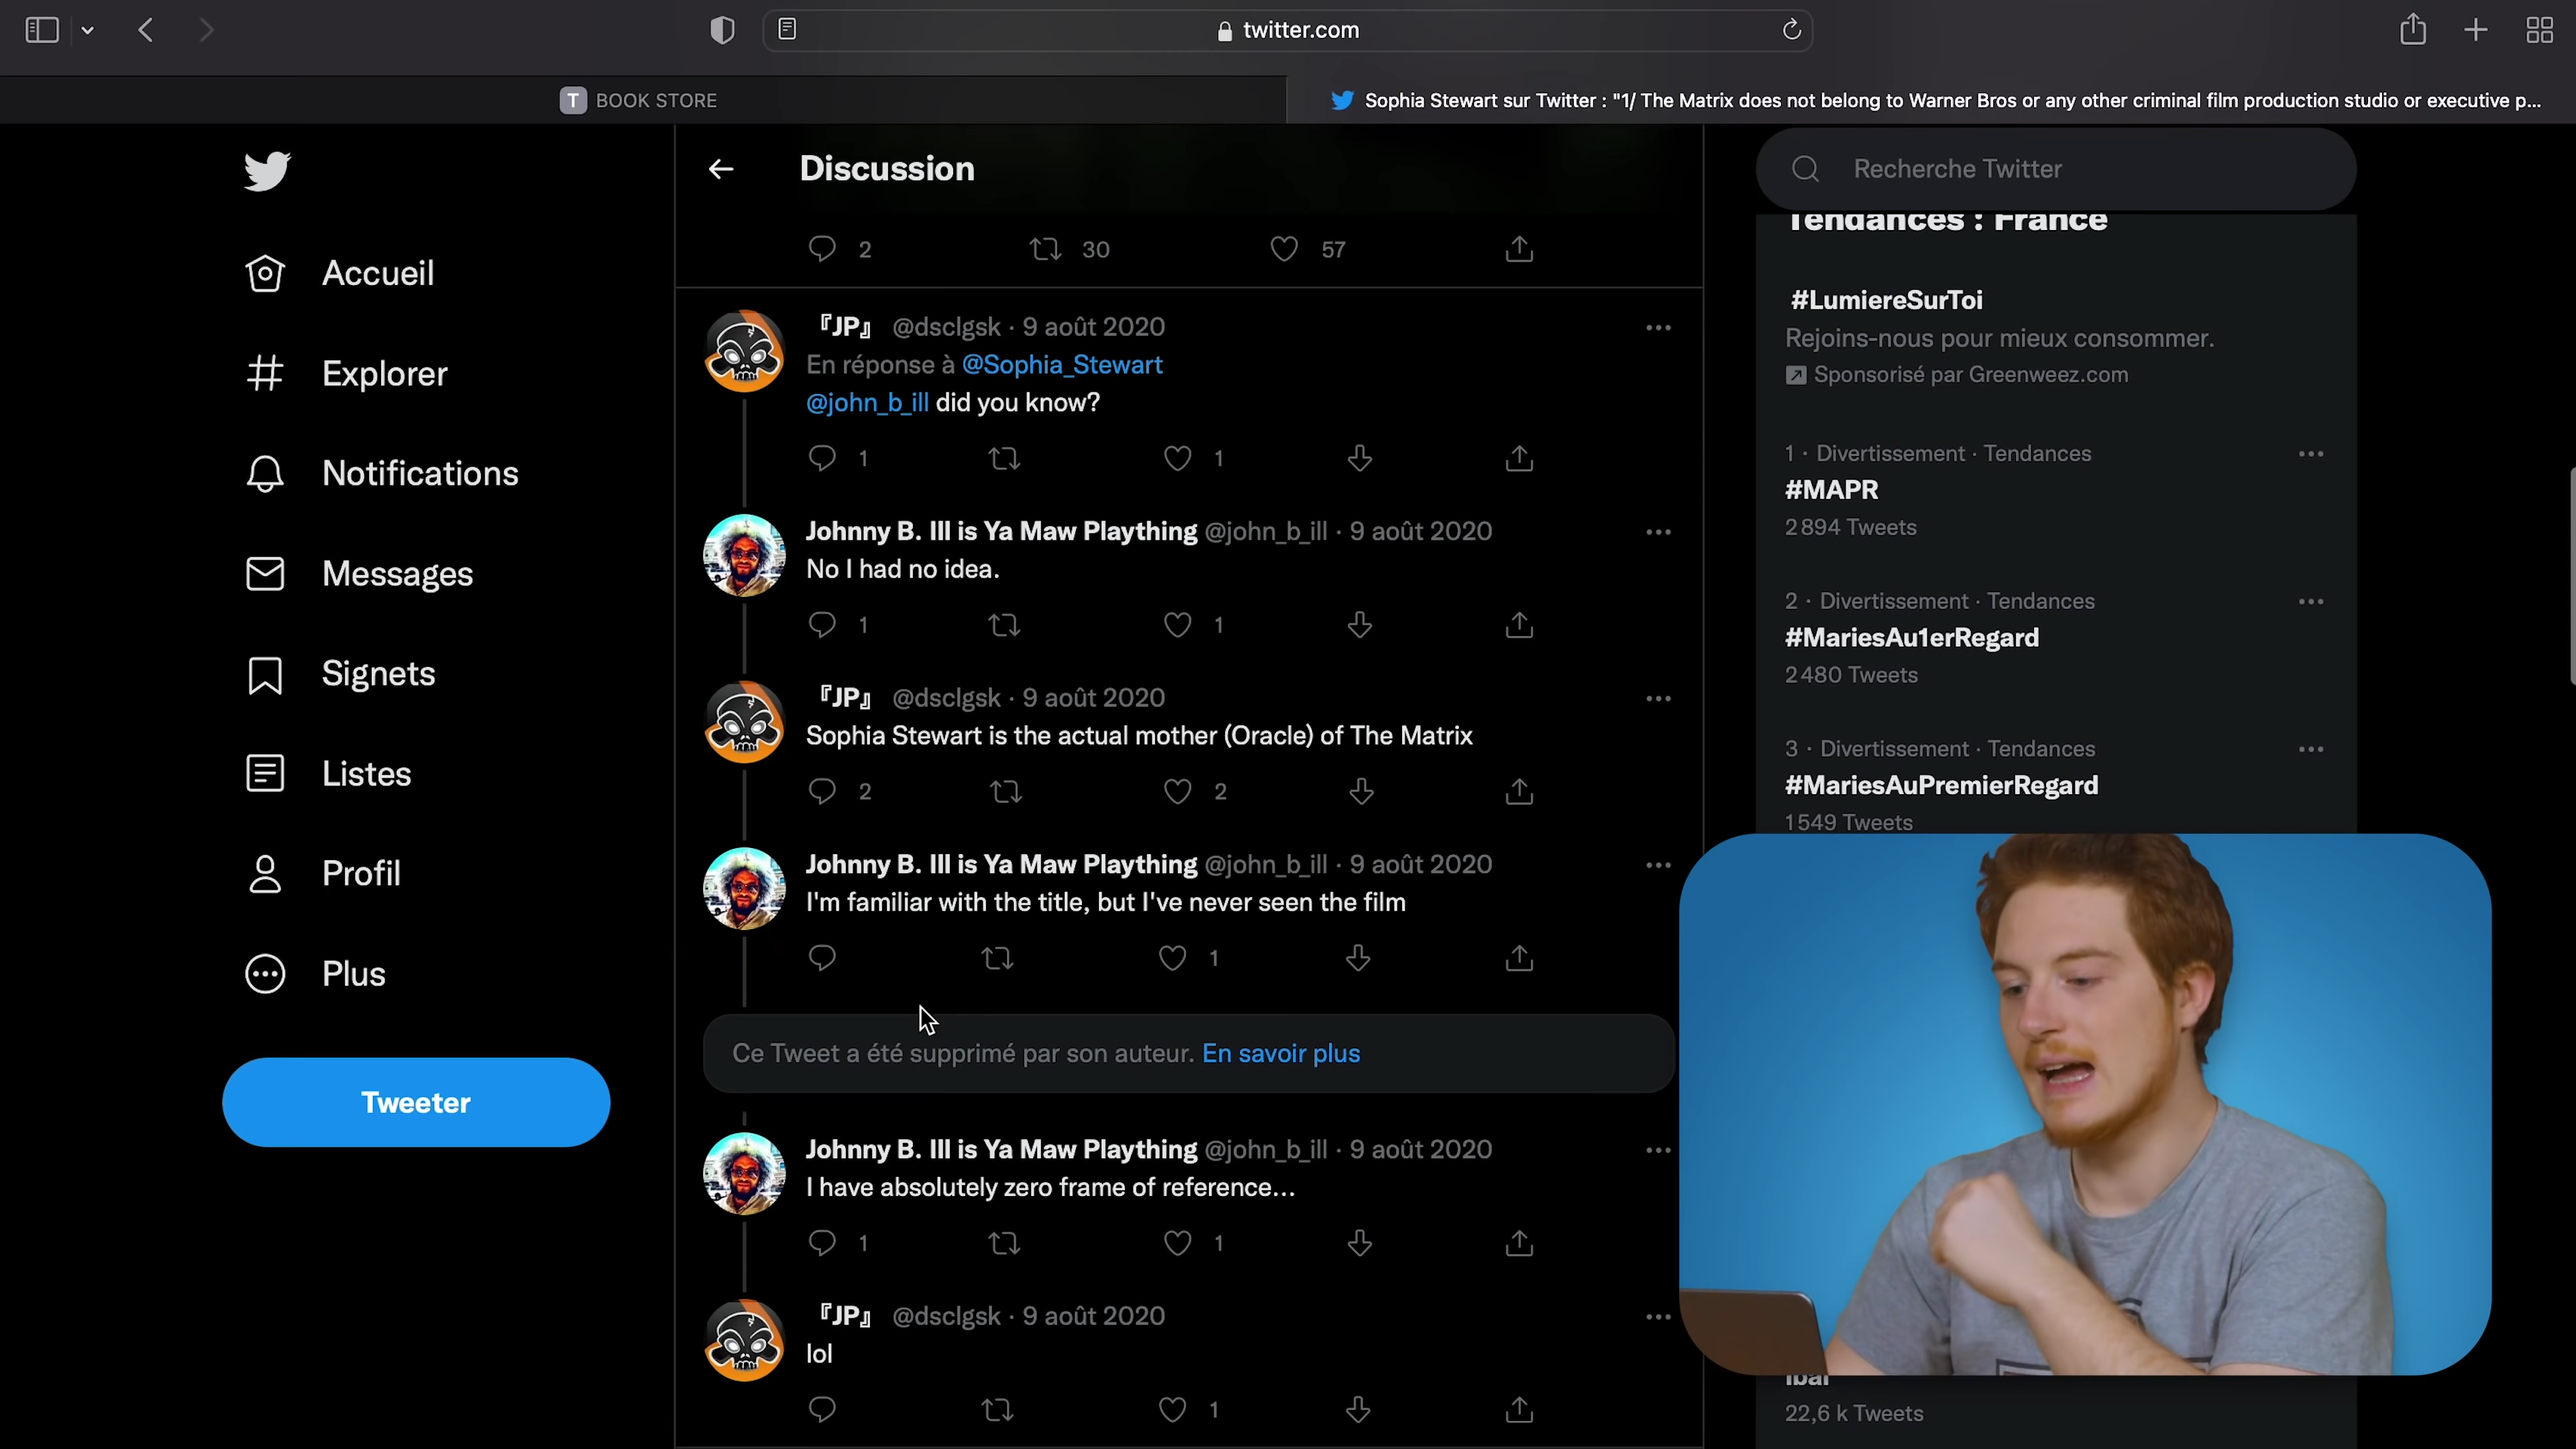 twitter.com
T BOOK STORE
Sophia Stewart sur Twitter : "1/ The Matrix does not belong to Warner Bros or any other criminal film production studio or executive p...
Accueil
Explorer
Notifications
Messages
Signets
Listes
Profil
Plus
Tweeter
Discussion
2 30 57
『JP』 @dsclgsk · 9 août 2020
En réponse à @Sophia_Stewart
@john_b_ill did you know?
1 1
Johnny B. Ill is Ya Maw Plaything @john_b_ill · 9 août 2020
No I had no idea.
1 1
『JP』 @dsclgsk · 9 août 2020
Sophia Stewart is the actual mother (Oracle) of The Matrix
2 2
Johnny B. Ill is Ya Maw Plaything @john_b_ill · 9 août 2020
I'm familiar with the title, but I've never seen the film
1
Ce Tweet a été supprimé par son auteur. En savoir plus
Johnny B. Ill is Ya Maw Plaything @john_b_ill · 9 août 2020
I have absolutely zero frame of reference...
1 1
『JP』 @dsclgsk · 9 août 2020
lol
1
Recherche Twitter
Tendances : France
#LumiereSurToi
Rejoins-nous pour mieux consommer.
Sponsorisé par Greenweez.com
1 · Divertissement · Tendances
#MAPR
2 894 Tweets
2 · Divertissement · Tendances
#MariesAu1erRegard
2 480 Tweets
3 · Divertissement · Tendances
#MariesAuPremierRegard
1 549 Tweets
22,6 k Tweets